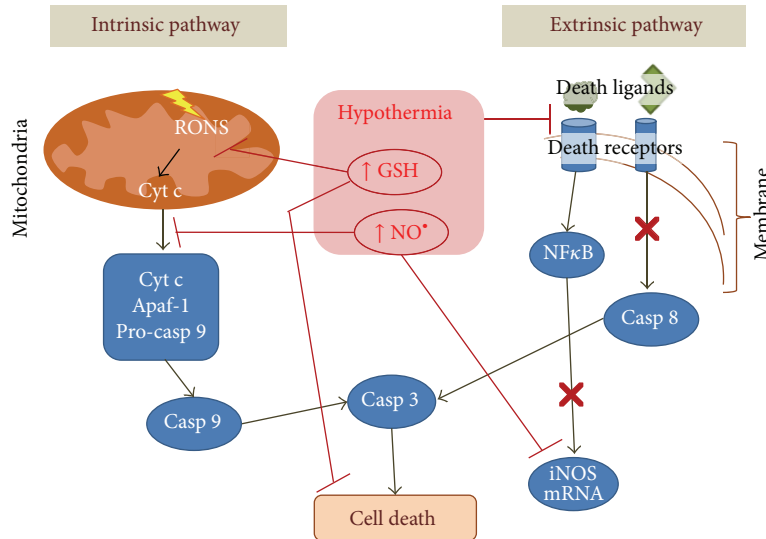 Intrinsic pathway
Extrinsic pathway
Mitochondria
RONS
Cyt c
Hypothermia
↑ GSH
↑ NO•
Death ligands
Death receptors
Membrane
NFκB
Cyt c
Apaf-1
Pro-casp 9
Casp 8
Casp 9
Casp 3
iNOS
mRNA
Cell death